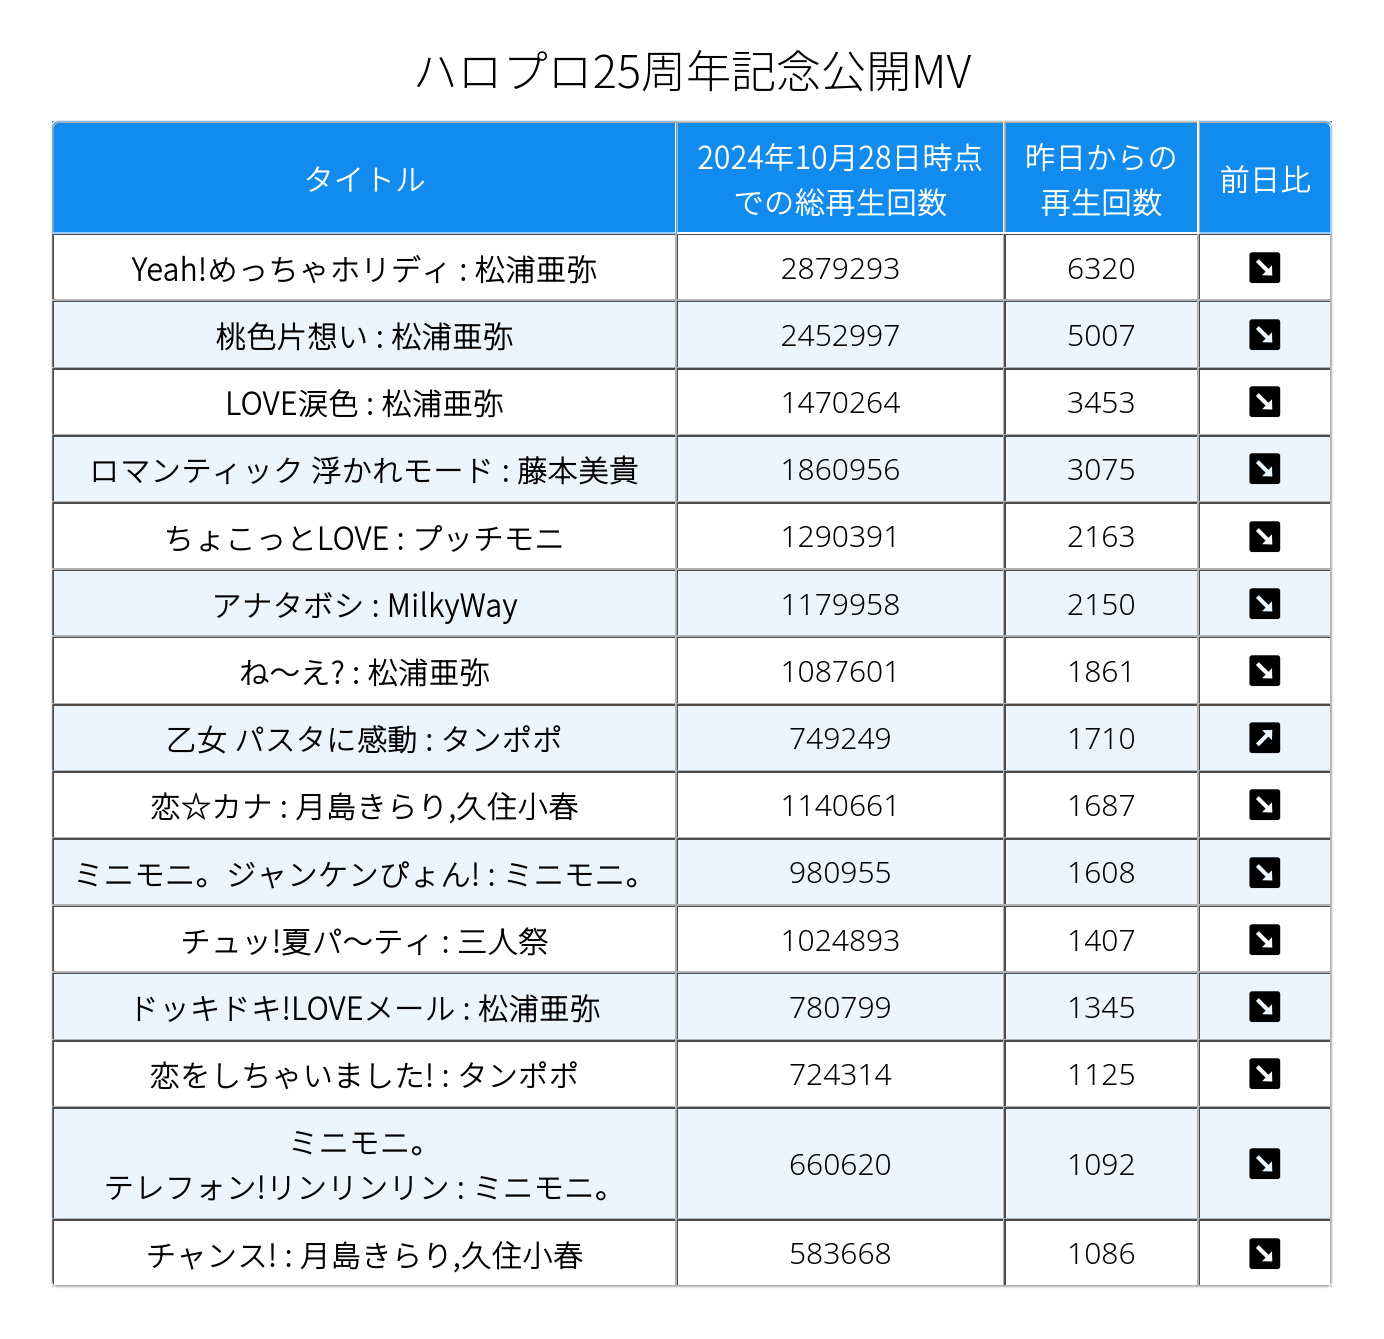 ハロプロ25周年記念公開MV
タイトル 2024年10月28日時点での総再生回数 昨日からの再生回数 前日比
Yeah!めっちゃホリディ : 松浦亜弥 2879293 6320 ↘
桃色片想い : 松浦亜弥 2452997 5007 ↘
LOVE涙色 : 松浦亜弥 1470264 3453 ↘
ロマンティック 浮かれモード : 藤本美貴 1860956 3075 ↘
ちょこっとLOVE : プッチモニ 1290391 2163 ↘
アナタボシ : MilkyWay 1179958 2150 ↘
ね〜え? : 松浦亜弥 1087601 1861 ↘
乙女 パスタに感動 : タンポポ 749249 1710 ↗
恋☆カナ : 月島きらり,久住小春 1140661 1687 ↘
ミニモニ。ジャンケンぴょん! : ミニモニ。 980955 1608 ↘
チュッ!夏パ〜ティ : 三人祭 1024893 1407 ↘
ドッキドキ!LOVEメール : 松浦亜弥 780799 1345 ↘
恋をしちゃいました! : タンポポ 724314 1125 ↘
ミニモニ。
テレフォン!リンリンリン : ミニモニ。 660620 1092 ↘
チャンス! : 月島きらり,久住小春 583668 1086 ↘